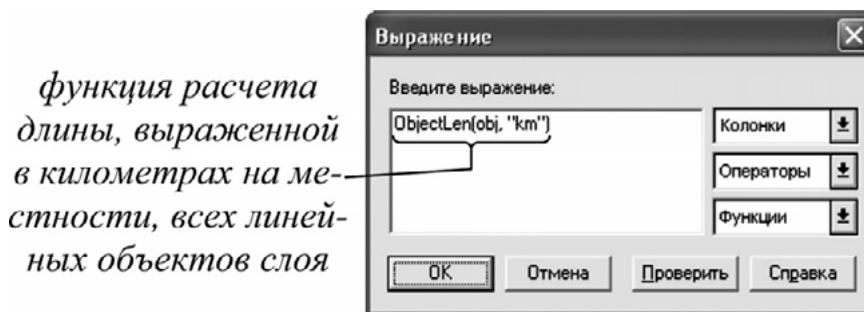 функция расчета
длины, выраженной
в километрах на ме-
стности, всех линей-
ных объектов слоя
Выражение
Введите выражение:
ObjectLen(obj, "km")
Колонки
Операторы
Функции
OK
Отмена
Проверить
Справка